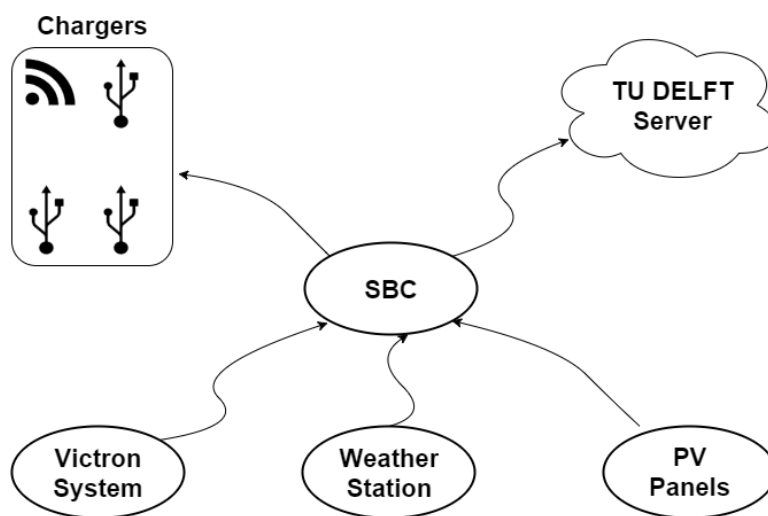 Chargers
TU DELFT
Server
SBC
Victron
System
Weather
Station
PV
Panels